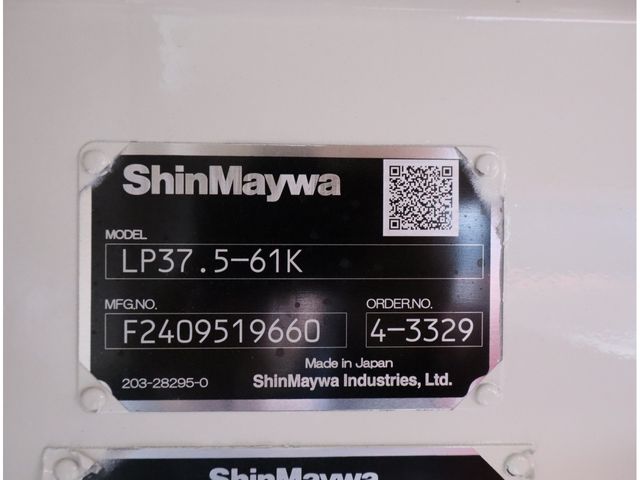 ShinMaywa
MODEL
LP37.5-61K
MFG.NO. ORDER.NO.
F2409519660 4-3329
Made in Japan
203-28295-0 ShinMaywa Industries, Ltd.
ShinMaywa